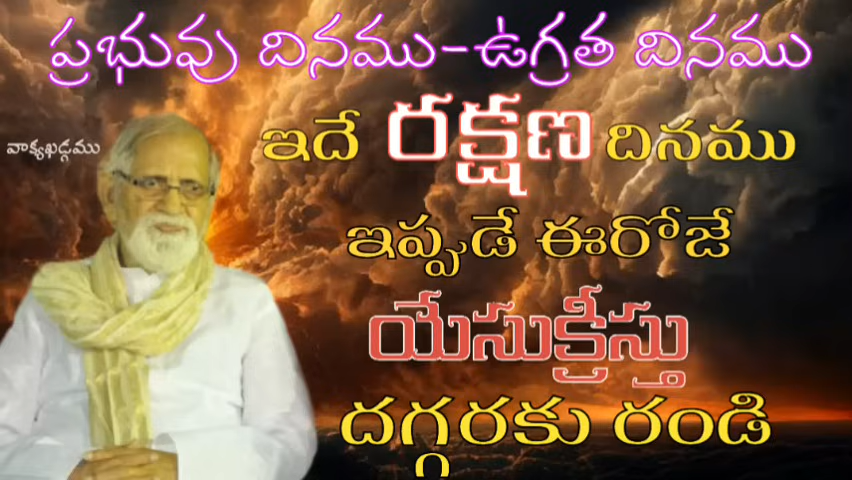 ప్రభువు దినము-ఉగ్రత దినము
వాక్యఖడ్గము
ఇదే రక్షణ దినము
ఇప్పుడే ఈరోజే
యేసుక్రీస్తు
దగ్గరకు రండి